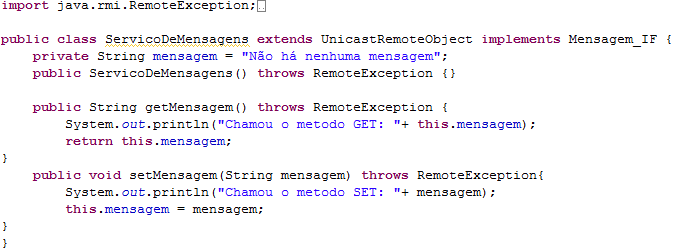 import java.rmi.RemoteException;
public class ServicoDeMensagens extends UnicastRemoteObject implements Mensagem_IF {
    private String mensagem = "Não há nenhuma mensagem";
    public ServicoDeMensagens() throws RemoteException {}

    public String getMensagem() throws RemoteException {
        System.out.println("Chamou o metodo GET: "+ this.mensagem);
        return this.mensagem;
}
    public void setMensagem(String mensagem) throws RemoteException{
        System.out.println("Chamou o metodo SET: "+ mensagem);
        this.mensagem = mensagem;
}
}